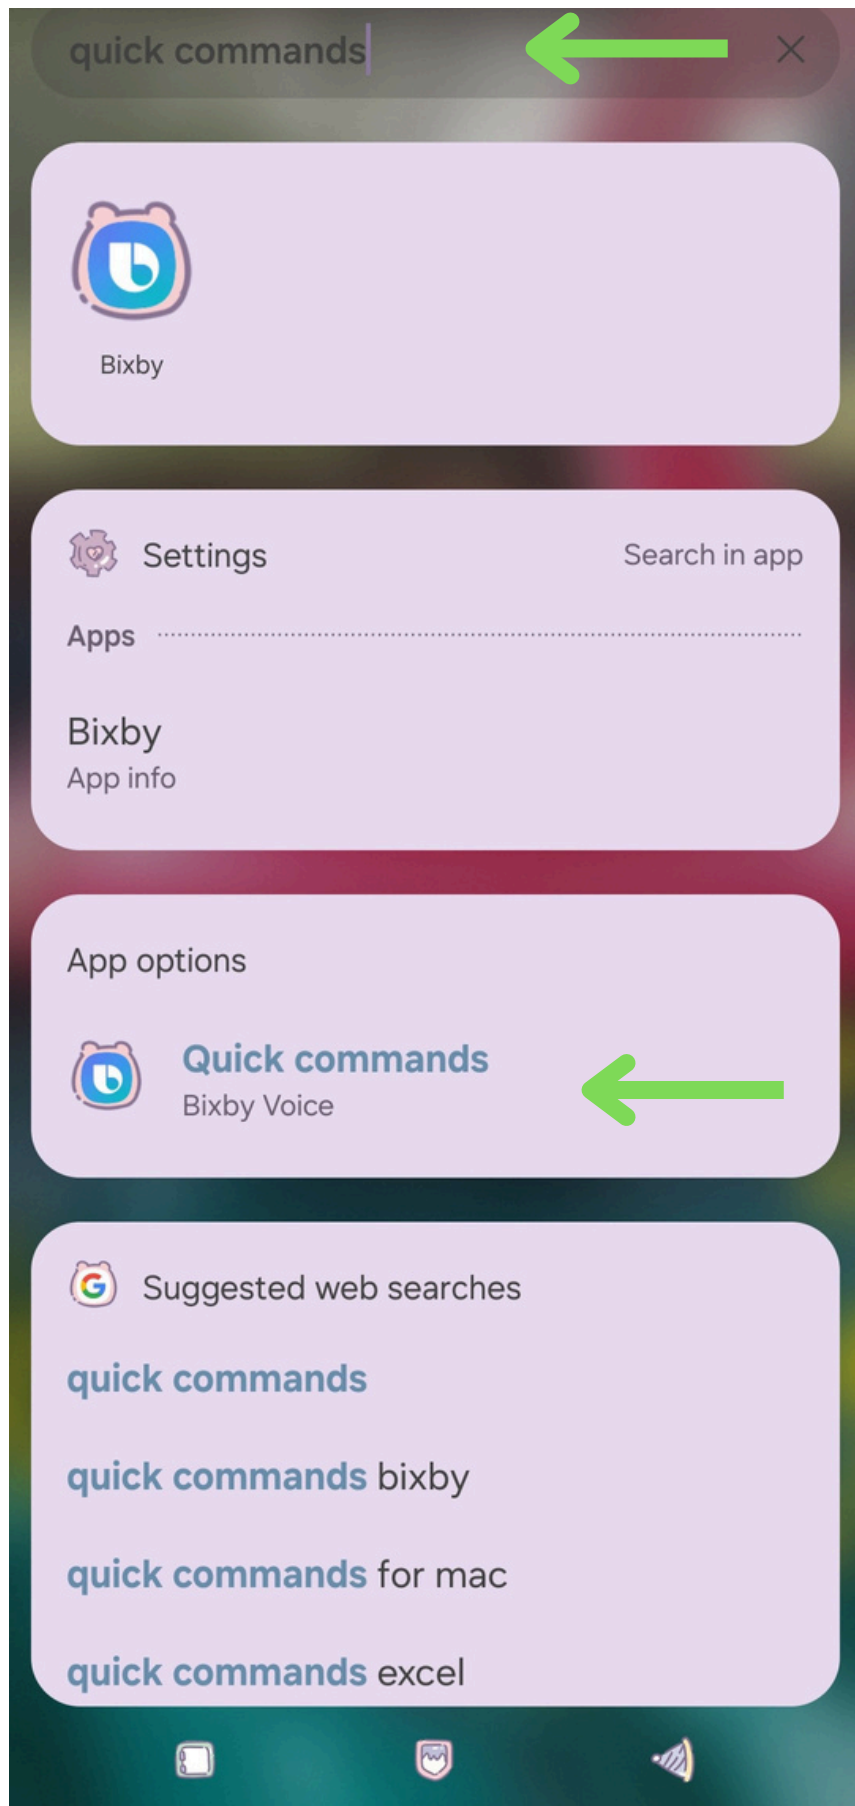 quick commands
Bixby
Settings
Search in app
Apps
Bixby
App info
App options
Quick commands
Bixby Voice
Suggested web searches
quick commands
quick commands bixby
quick commands for mac
quick commands excel